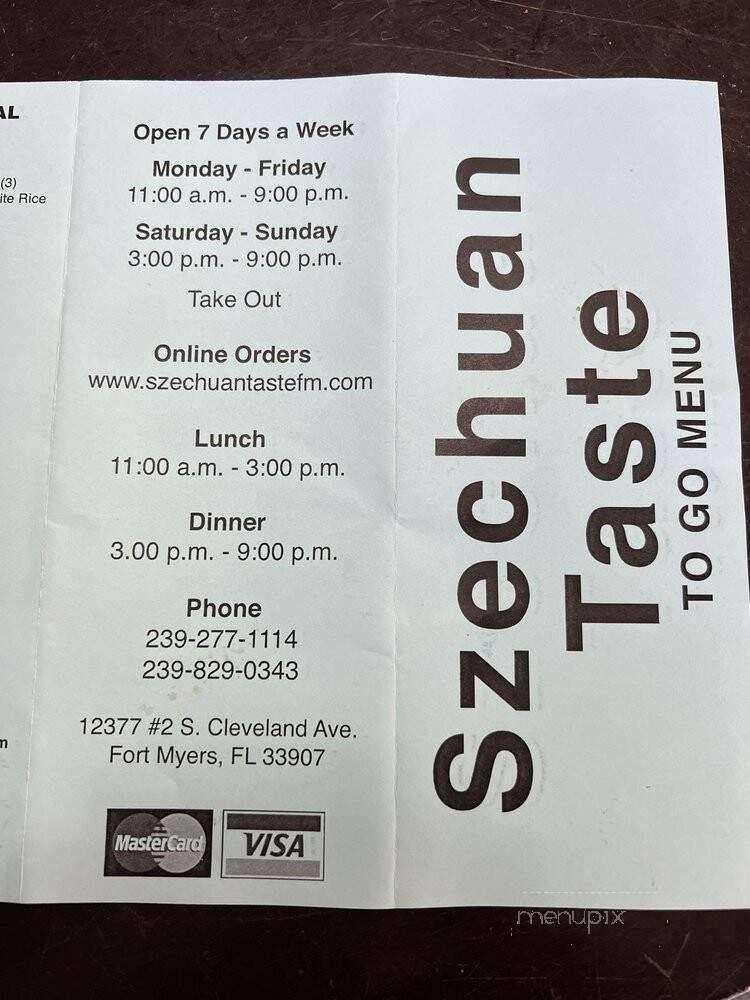 AL
(3)
ite Rice
m
Open 7 Days a Week
Monday - Friday
11:00 a.m. - 9:00 p.m.
Saturday - Sunday
3:00 p.m. - 9:00 p.m.
Take Out
Online Orders
www.szechuantastefm.com
Lunch
11:00 a.m. - 3:00 p.m.
Dinner
3.00 p.m. - 9:00 p.m.
Phone
239-277-1114
239-829-0343
12377 #2 S. Cleveland Ave.
Fort Myers, FL 33907
MasterCard
VISA
Szechuan
Taste
TO GO MENU
menupix